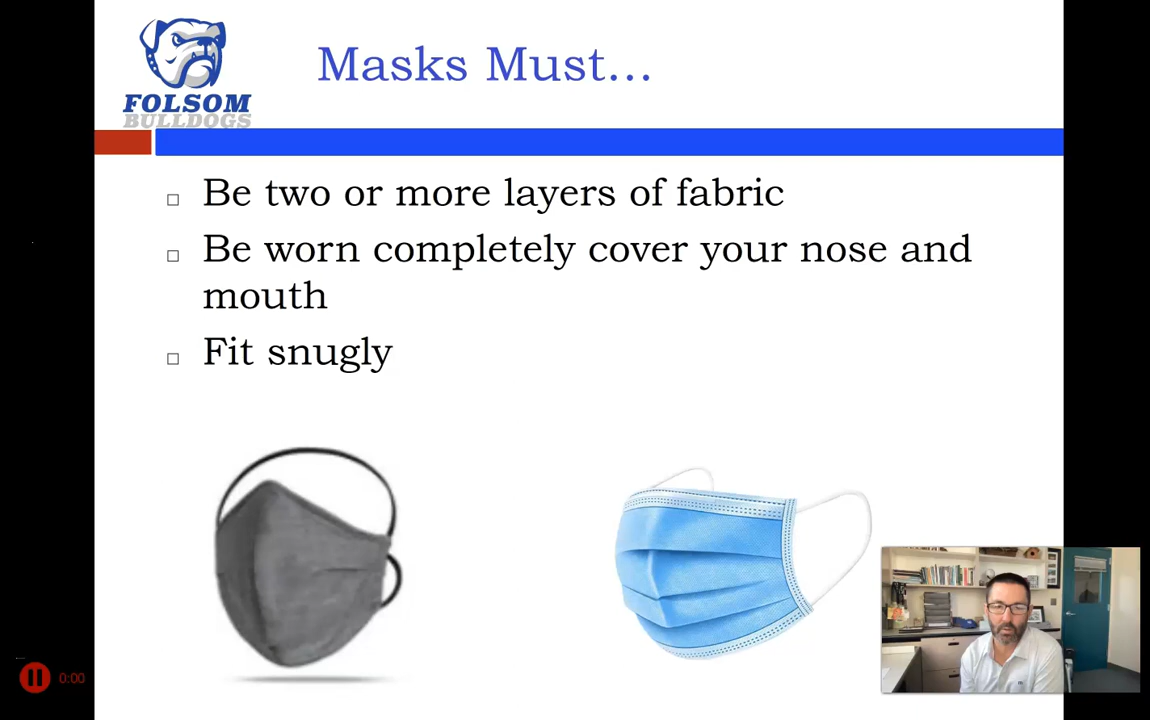 FOLSOM
BULLDOGS
Masks Must...
Be two or more layers of fabric
Be worn completely cover your nose and
mouth
Fit snugly
0:00